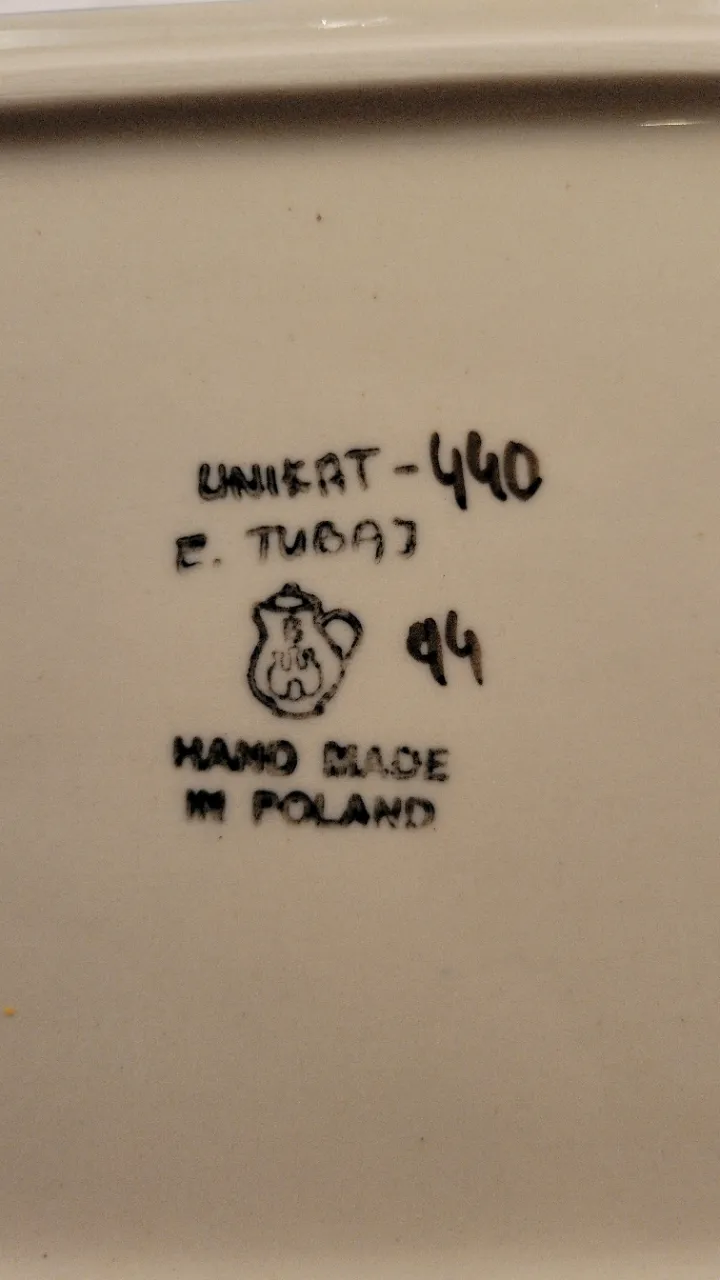 UNIKAT - 440
E. TUBAJ
B
94
HAND MADE
IN POLAND